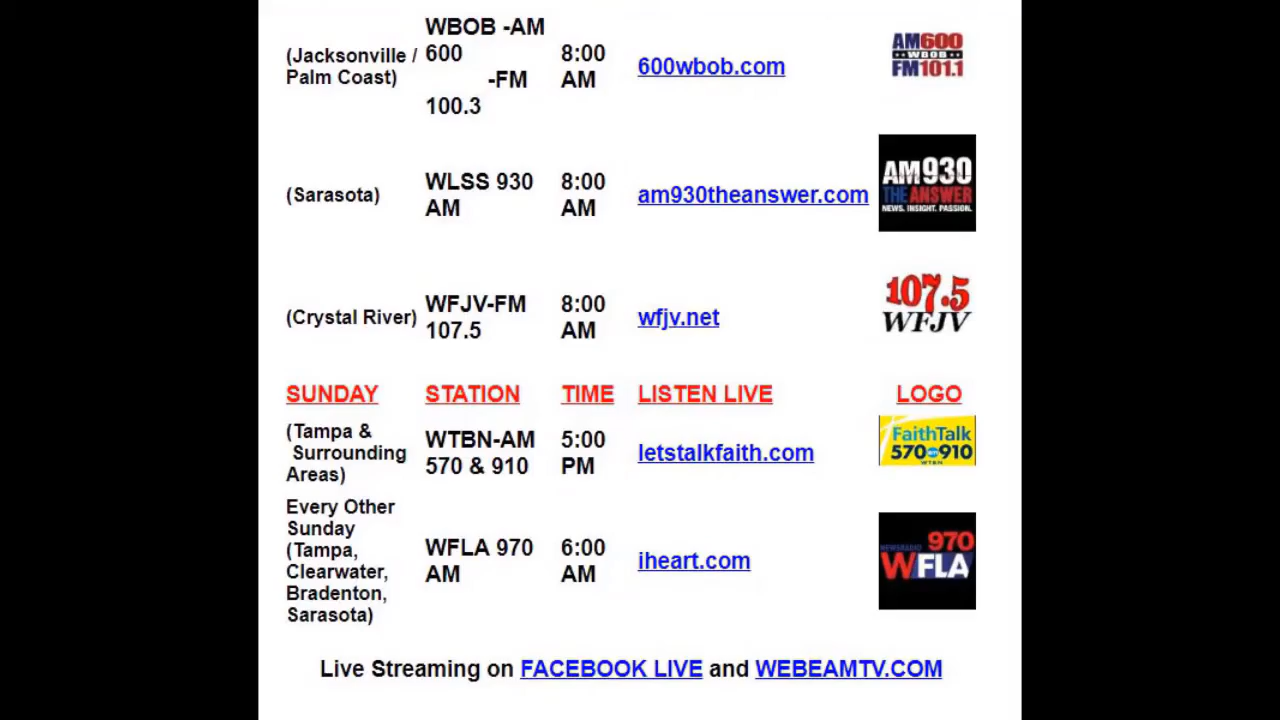 WBOB -AM
(Jacksonville / 600 8:00 600wbob.com AM600
WBOB
Palm Coast) -FM AM FM101.1
100.3
(Sarasota) WLSS 930 8:00 am930theanswer.com AM930
AM AM THE ANSWER
NEWS. INSIGHT. PASSION.
(Crystal River) WFJV-FM 8:00 wfjv.net 107.5
107.5 AM WFJV
SUNDAY STATION TIME LISTEN LIVE LOGO
(Tampa & WTBN-AM 5:00 letstalkfaith.com FaithTalk
Surrounding 570 & 910 PM 570 am 910
Areas) WTBN
Every Other
Sunday
(Tampa, WFLA 970 6:00 iheart.com NEWSRADIO 970
Clearwater, AM AM WFLA
Bradenton,
Sarasota)
Live Streaming on FACEBOOK LIVE and WEBEAMTV.COM